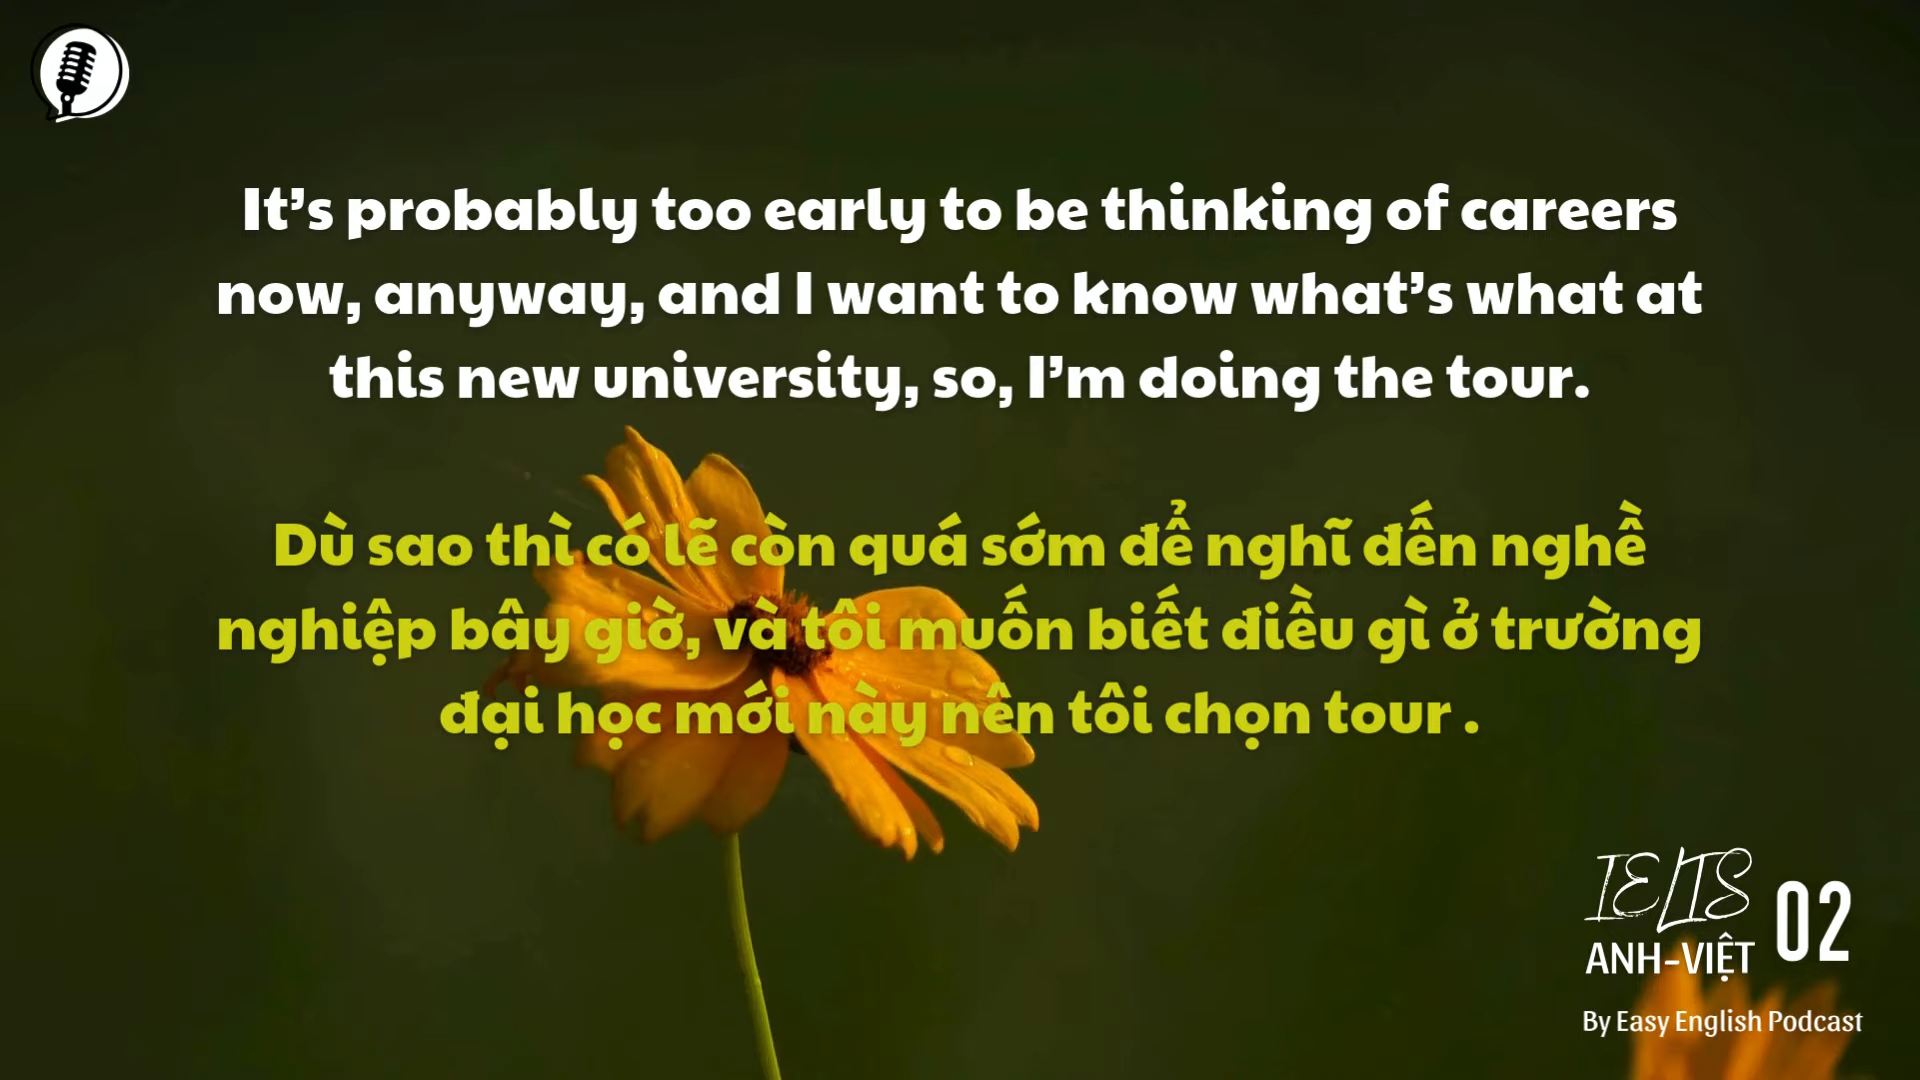 It’s probably too early to be thinking of careers
now, anyway, and I want to know what’s what at
this new university, so, I’m doing the tour.
Dù sao thì có lẽ còn quá sớm để nghĩ đến nghề
nghiệp bây giờ, và tôi muốn biết điều gì ở trường
đại học mới này nên tôi chọn tour .
IELTS
ANH-VIỆT 02
By Easy English Podcast